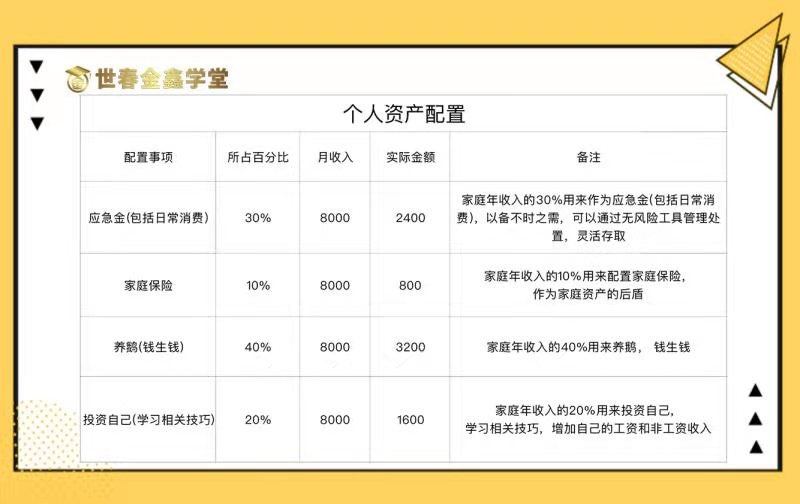 世春金鑫学堂
个人资产配置
配置事项 所占百分比 月收入 实际金额 备注
应急金(包括日常消费) 30% 8000 2400 家庭年收入的30%用来作为应急金(包括日常消
费)，以备不时之需，可以通过无风险工具管理处
置，灵活存取
家庭保险 10% 8000 800 家庭年收入的10%用来配置家庭保险，
作为家庭资产的后盾
养鹅(钱生钱) 40% 8000 3200 家庭年收入的40%用来养鹅， 钱生钱
投资自己(学习相关技巧) 20% 8000 1600 家庭年收入的20%用来投资自己，
学习相关技巧，增加自己的工资和非工资收入